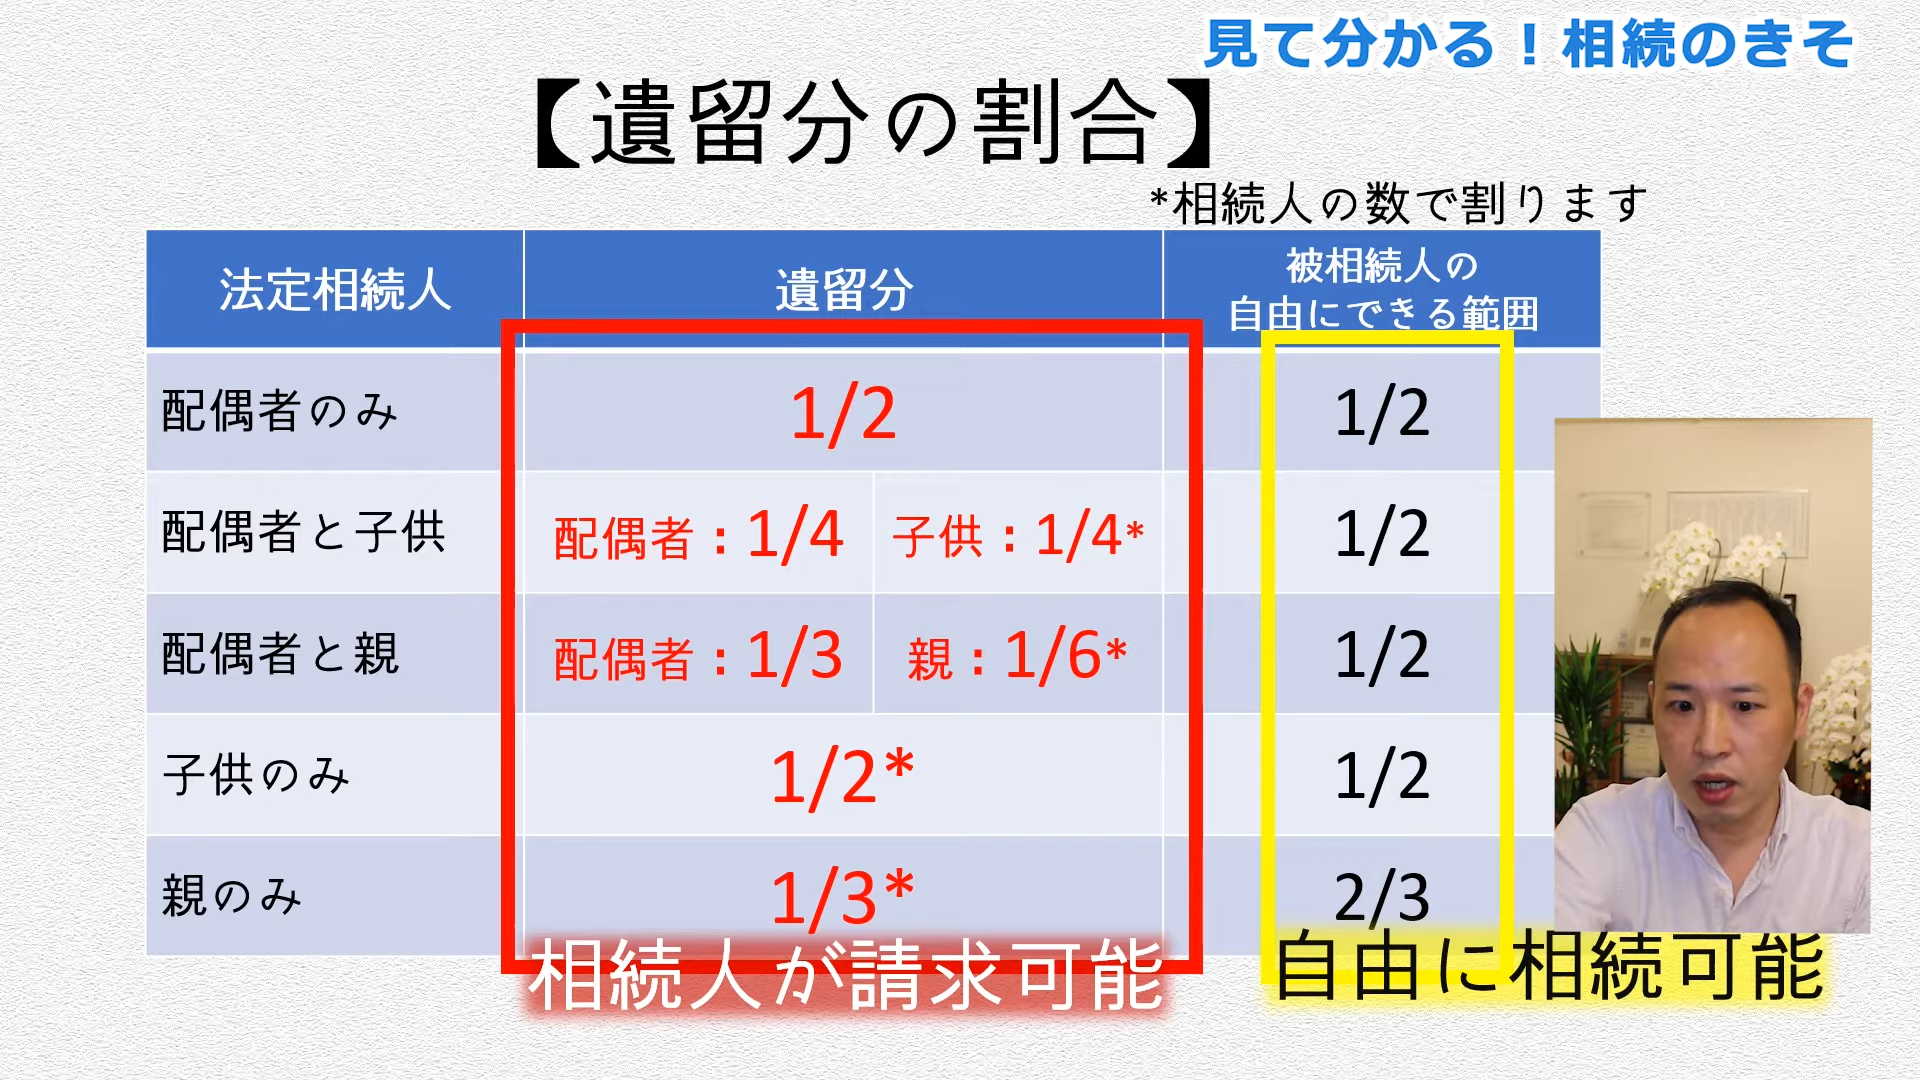 見て分かる！相続のきそ
【遺留分の割合】
*相続人の数で割ります
法定相続人 遺留分 被相続人の
自由にできる範囲
配偶者のみ 1/2 1/2
配偶者と子供 配偶者：1/4 子供：1/4* 1/2
配偶者と親 配偶者：1/3 親：1/6* 1/2
子供のみ 1/2* 1/2
親のみ 1/3* 2/3
相続人が請求可能 自由に相続可能